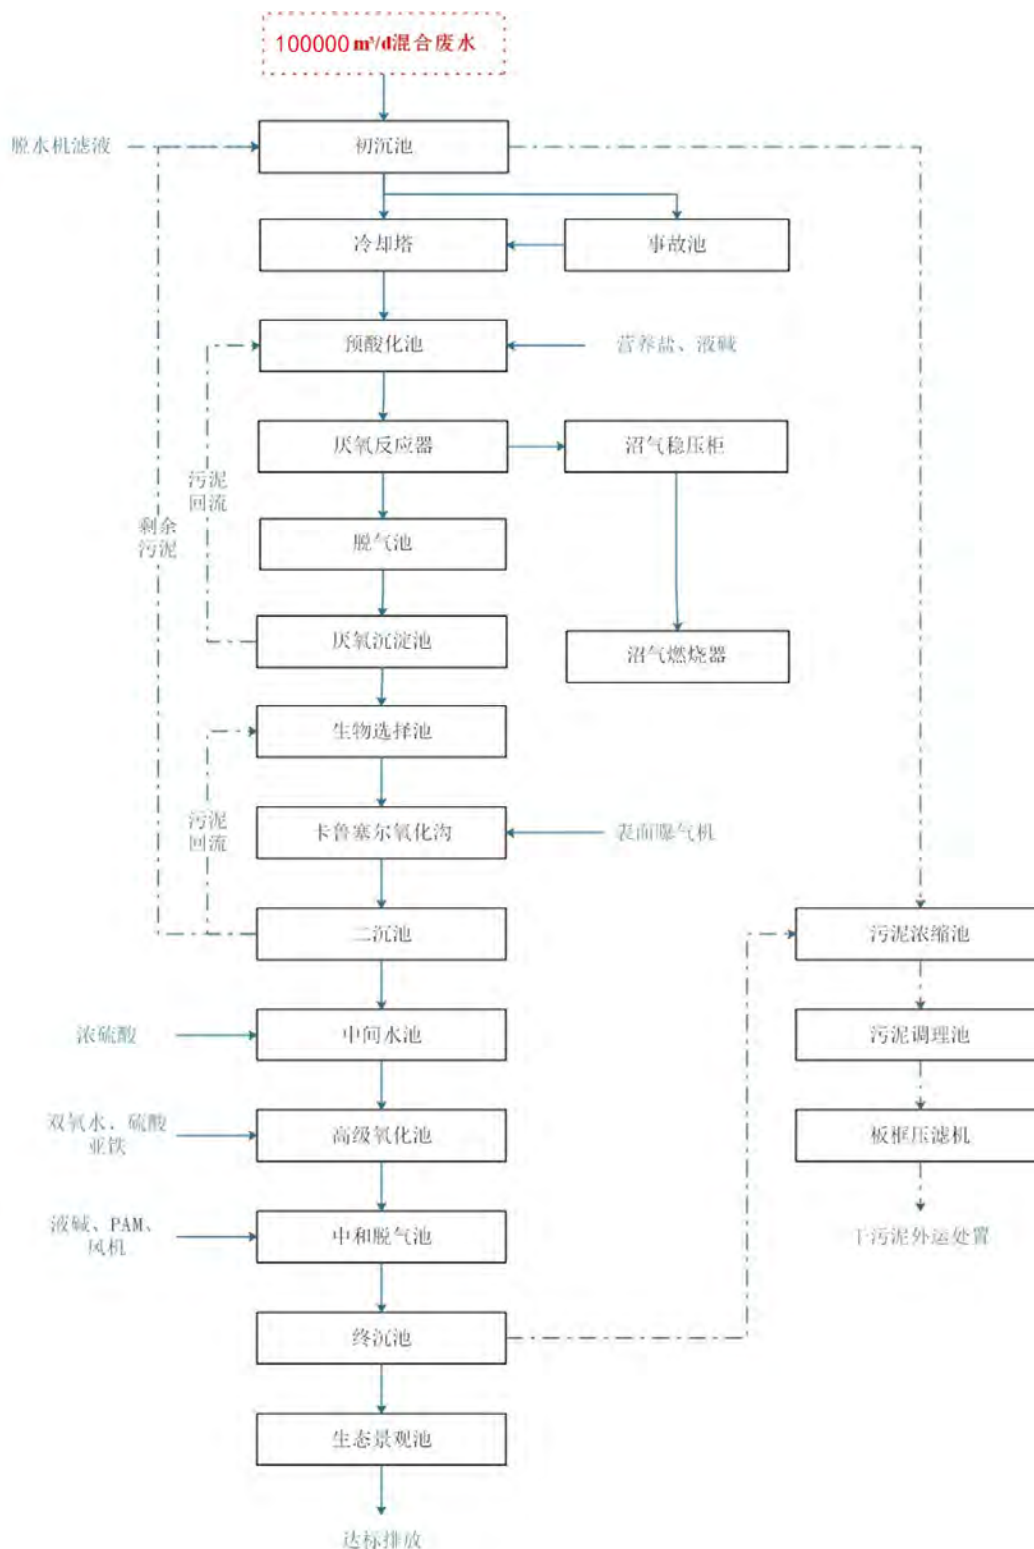 100000 m³/d混合废水
脱水机滤液
初沉池
冷却塔
事故池
预酸化池
营养盐、液碱
厌氧反应器
沼气稳压柜
污泥
回流
剩余
污泥
脱气池
厌氧沉淀池
沼气燃烧器
生物选择池
污泥
回流
卡鲁塞尔氧化沟
表面曝气机
二沉池
污泥浓缩池
浓硫酸
中间水池
污泥调理池
双氧水、硫酸
亚铁
高级氧化池
板框压滤机
液碱、PAM、
风机
中和脱气池
干污泥外运处置
终沉池
生态景观池
达标排放